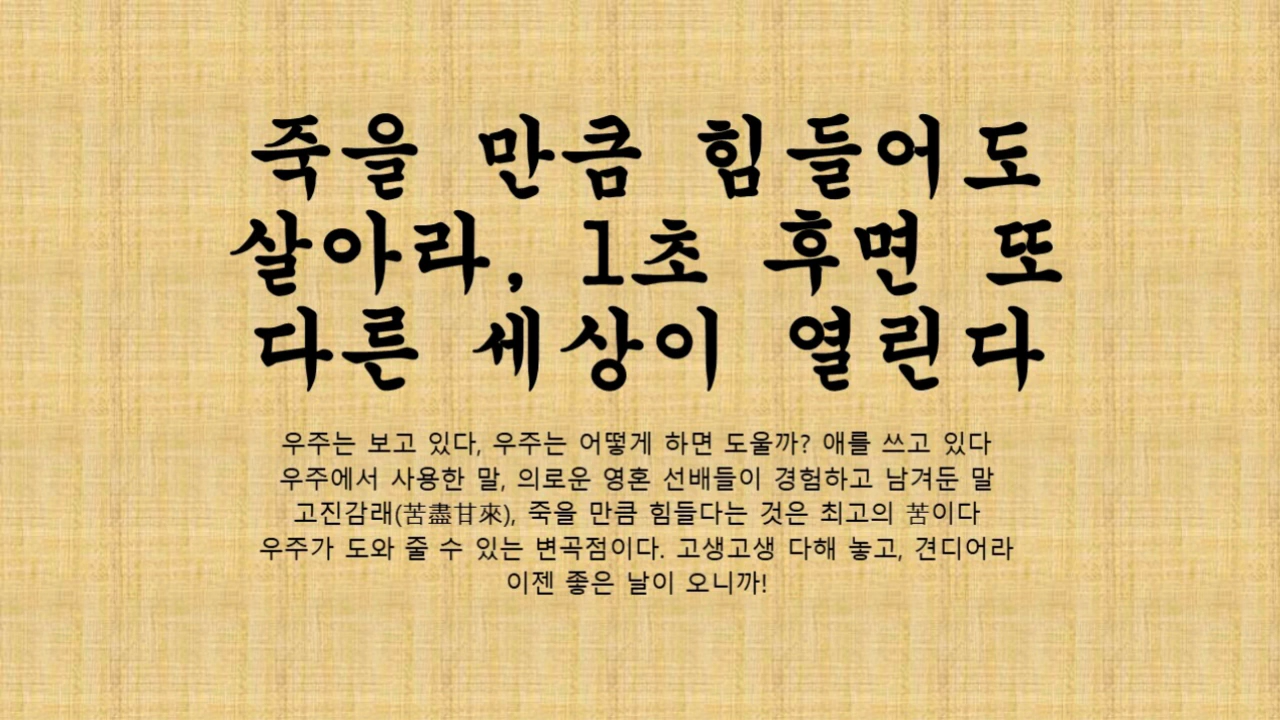 죽을 만큼 힘들어도
살아라, 1초 후면 또
다른 세상이 열린다
우주는 보고 있다, 우주는 어떻게 하면 도울까? 애를 쓰고 있다
우주에서 사용한 말, 의로운 영혼 선배들이 경험하고 남겨둔 말
고진감래(苦盡甘來), 죽을 만큼 힘들다는 것은 최고의 苦이다
우주가 도와 줄 수 있는 변곡점이다. 고생고생 다해 놓고, 견디어라
이젠 좋은 날이 오니까!